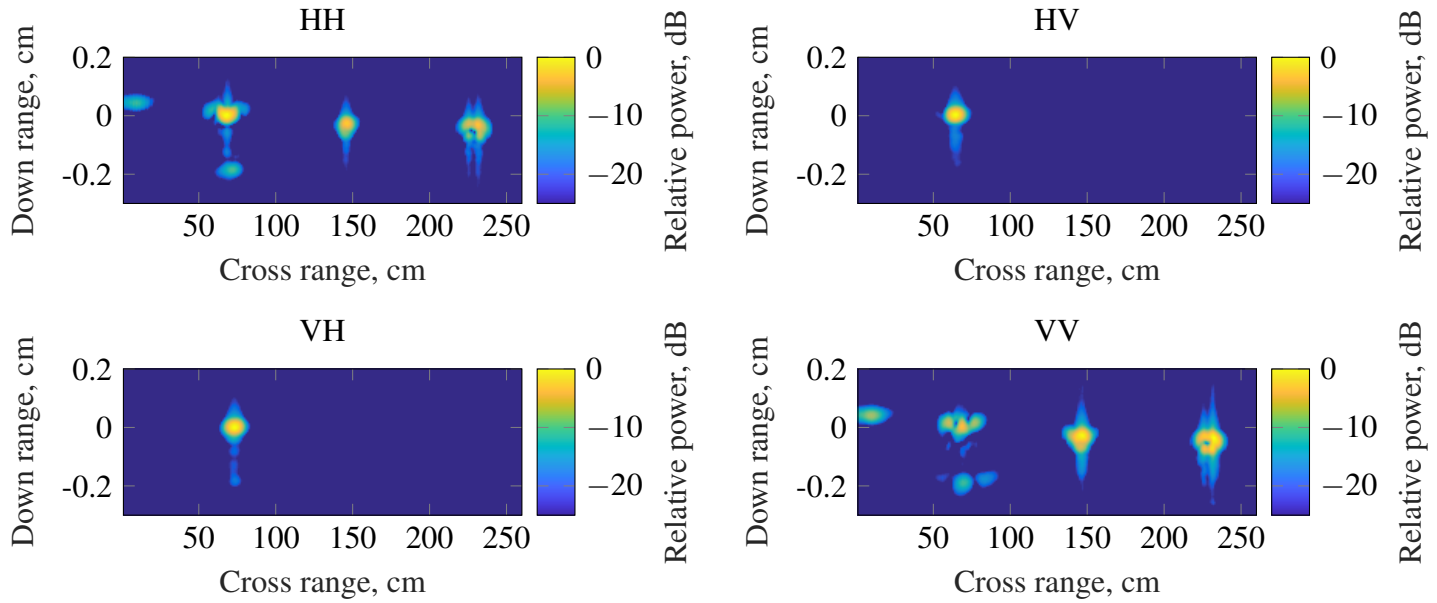 HH
Down range, cm
0.2
0
-0.2
50 100 150 200 250
Cross range, cm
0
−10
−20
Relative power, dB
HV
Down range, cm
0.2
0
-0.2
50 100 150 200 250
Cross range, cm
0
−10
−20
Relative power, dB
VH
Down range, cm
0.2
0
-0.2
50 100 150 200 250
Cross range, cm
0
−10
−20
Relative power, dB
VV
Down range, cm
0.2
0
-0.2
50 100 150 200 250
Cross range, cm
0
−10
−20
Relative power, dB